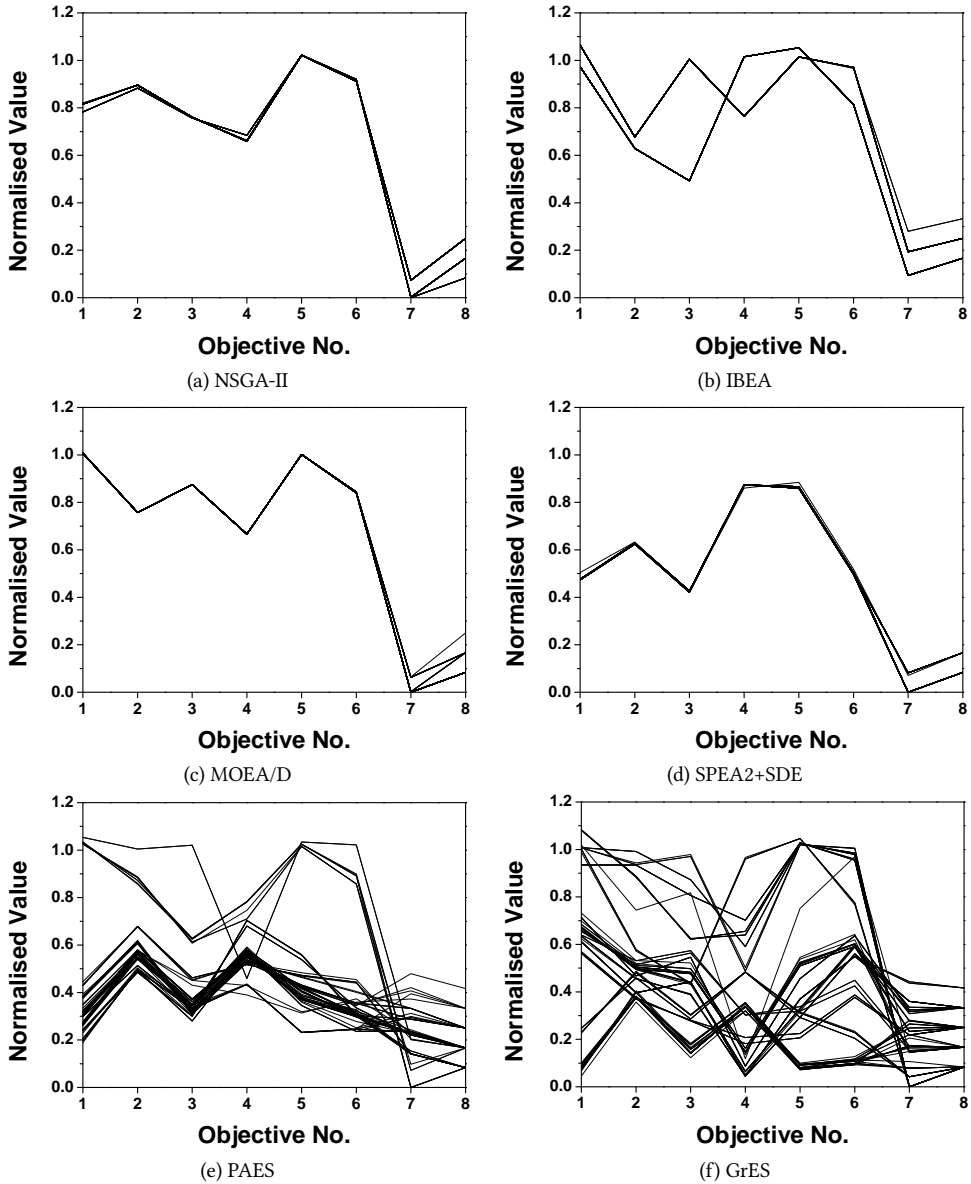 1.2
1.0
0.8
0.6
0.4
0.2
0.0
Normalised Value
1 2 3 4 5 6 7 8
Objective No.
(a) NSGA-II
1.2
1.0
0.8
0.6
0.4
0.2
0.0
Normalised Value
1 2 3 4 5 6 7 8
Objective No.
(b) IBEA
1.2
1.0
0.8
0.6
0.4
0.2
0.0
Normalised Value
1 2 3 4 5 6 7 8
Objective No.
(c) MOEA/D
1.2
1.0
0.8
0.6
0.4
0.2
0.0
Normalised Value
1 2 3 4 5 6 7 8
Objective No.
(d) SPEA2+SDE
1.2
1.0
0.8
0.6
0.4
0.2
0.0
Normalised Value
1 2 3 4 5 6 7 8
Objective No.
(e) PAES
1.2
1.0
0.8
0.6
0.4
0.2
0.0
Normalised Value
1 2 3 4 5 6 7 8
Objective No.
(f) GrES